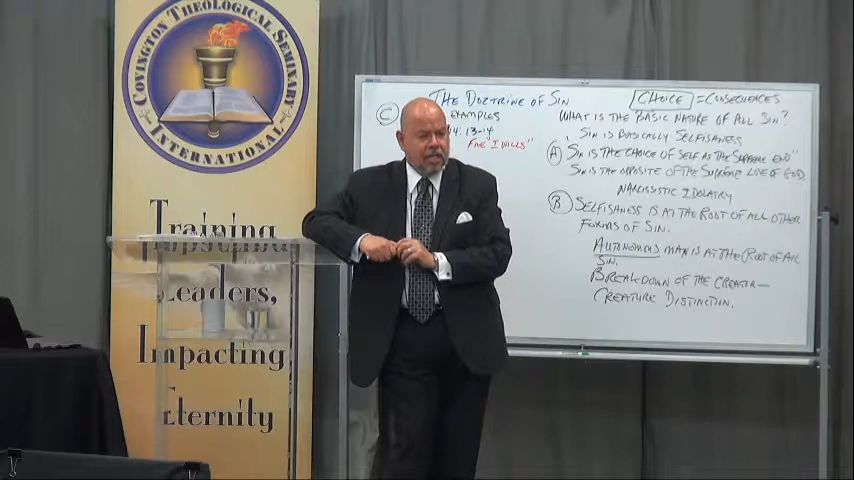 COVINGTON THEOLOGICAL SEMINARY
INTERNATIONAL
Training
Leaders,
Impacting
Eternity
THE DOCTRINE OF SIN
C EXAMPLES
14:13-14
FIVE "I WILLS"
CHOICE = CONSEQUENCES
WHAT IS THE BASIC NATURE OF ALL SIN?
SIN IS BASICALLY SELFISHNESS,
A SIN IS THE CHOICE OF SELF AS THE SUPREME END"
SIN IS THE OPPOSITE OF THE SUPREME LOVE OF GOD.
NARCISSISTIC IDOLATRY
B SELFISHNESS IS AT THE ROOT OF ALL OTHER
FORMS OF SIN.
AUTONOMOUS MAN IS AT THE ROOT OF ALL
SIN.
BREAKDOWN OF THE CREATOR-
CREATURE DISTINCTION.